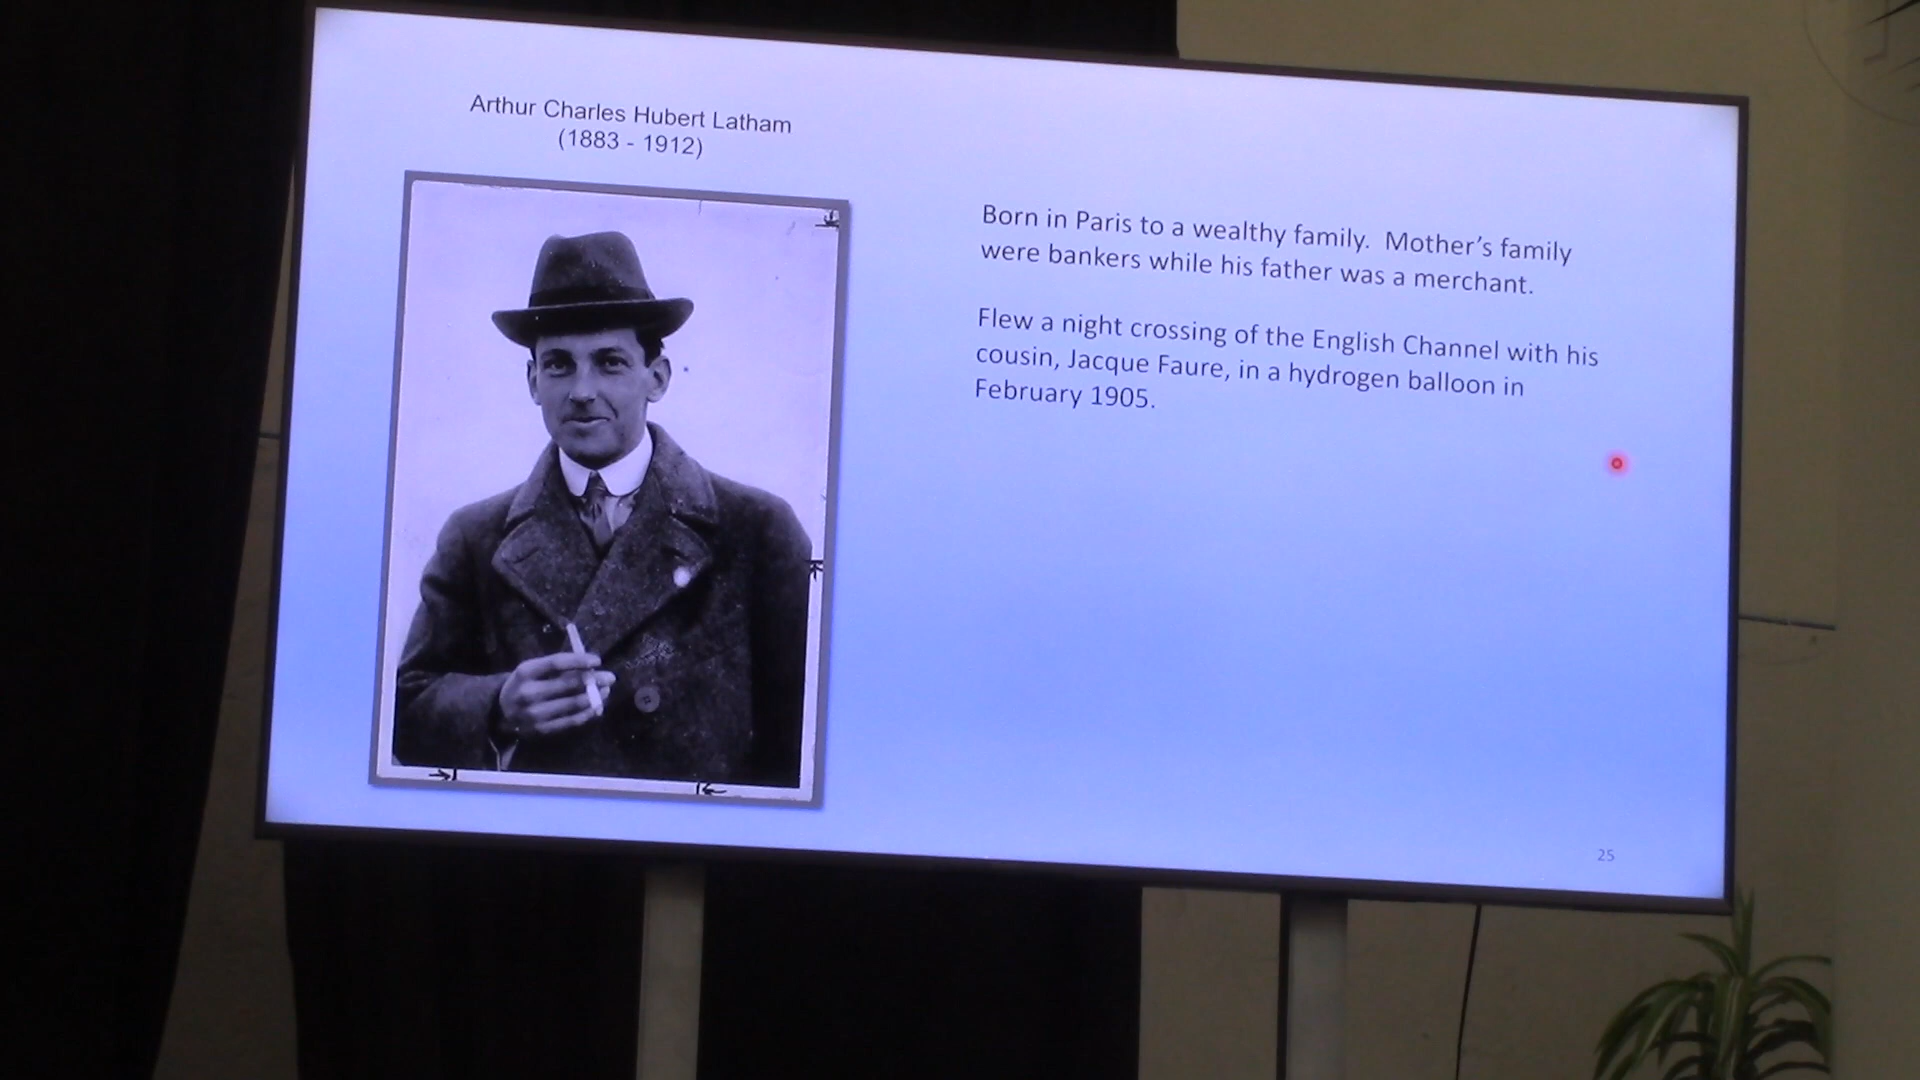 Arthur Charles Hubert Latham
(1883 - 1912)
Born in Paris to a wealthy family. Mother's family
were bankers while his father was a merchant.
Flew a night crossing of the English Channel with his
cousin, Jacque Faure, in a hydrogen balloon in
February 1905.
25